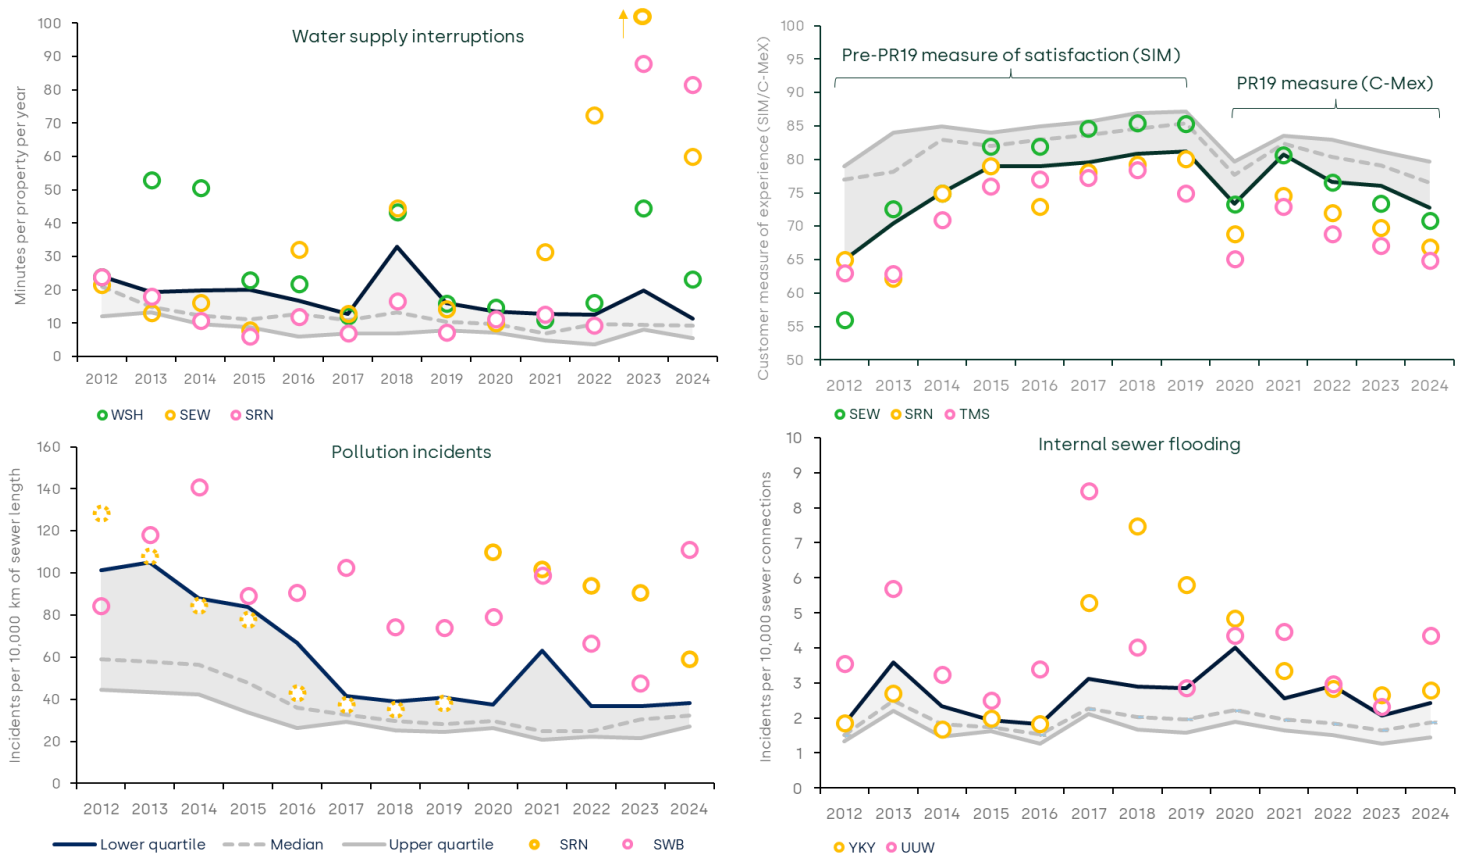 Water supply interruptions
Minutes per property per year
100
90
80
70
60
50
40
30
20
10
0
2012 2013 2014 2015 2016 2017 2018 2019 2020 2021 2022 2023 2024
WSH SEW SRN
Pre-PR19 measure of satisfaction (SIM)
PR19 measure (C-Mex)
Customer measure of experience (SIM/C-MeX)
100
95
90
85
80
75
70
65
60
55
50
2012 2013 2014 2015 2016 2017 2018 2019 2020 2021 2022 2023 2024
SEW SRN TMS
Pollution incidents
Incidents per 10,000 km of sewer length
160
140
120
100
80
60
40
20
0
2012 2013 2014 2015 2016 2017 2018 2019 2020 2021 2022 2023 2024
Lower quartile Median Upper quartile SRN SWB
Internal sewer flooding
Incidents per 10,000 sewer connections
10
9
8
7
6
5
4
3
2
1
0
2012 2013 2014 2015 2016 2017 2018 2019 2020 2021 2022 2023 2024
YKY UUW